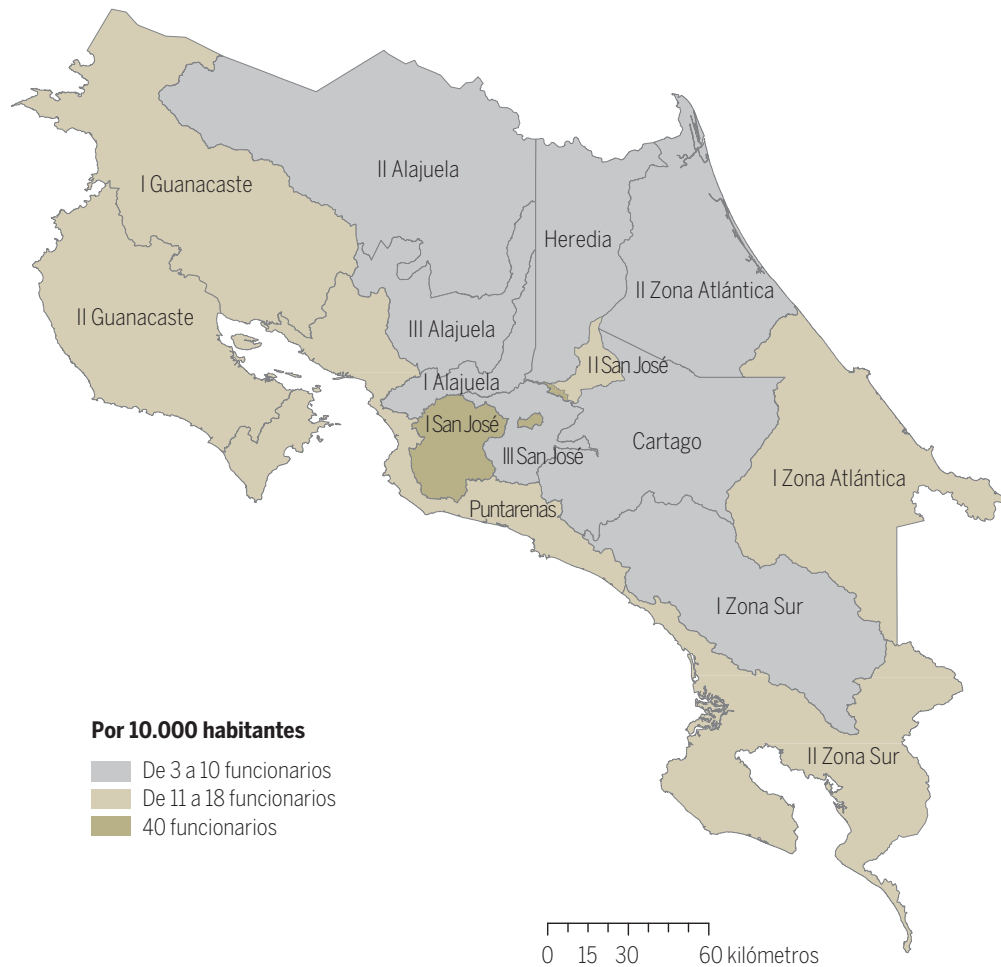 II Alajuela
I Guanacaste
Heredia
II Zona Atlántica
II Guanacaste
III Alajuela
II San José
I Alajuela
I San José
Cartago
III San José
I Zona Atlántica
Puntarenas
I Zona Sur
Por 10.000 habitantes
De 3 a 10 funcionarios
De 11 a 18 funcionarios
40 funcionarios
II Zona Sur
0 15 30 60 kilómetros